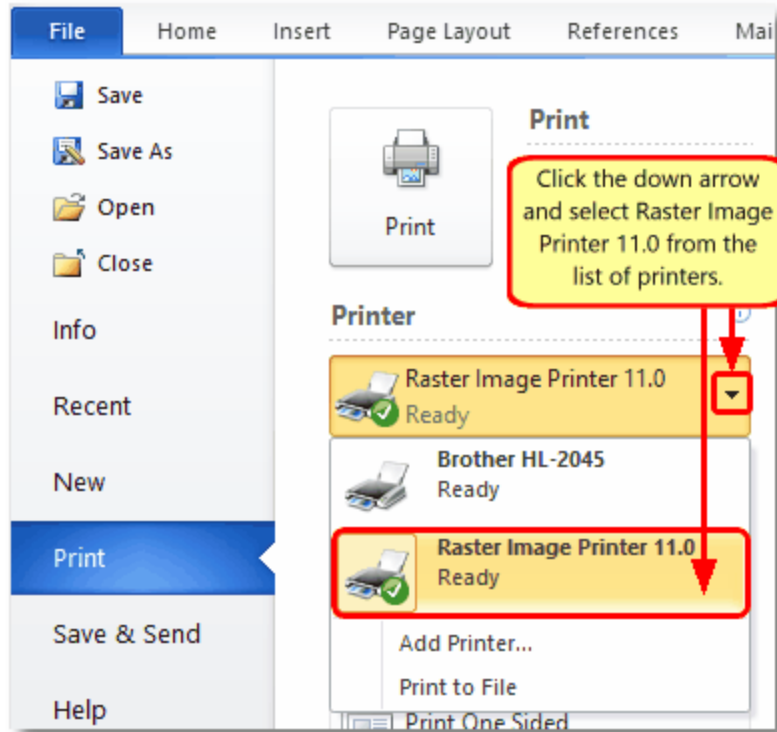 File Home Insert Page Layout References Mai
Save
Save As
Open
Close
Info
Recent
New
Print
Save & Send
Help
Print
Print
Click the down arrow
and select Raster Image
Printer 11.0 from the
list of printers.
Printer
Raster Image Printer 11.0
Ready
Brother HL-2045
Ready
Raster Image Printer 11.0
Ready
Add Printer...
Print to File
Print One Sided